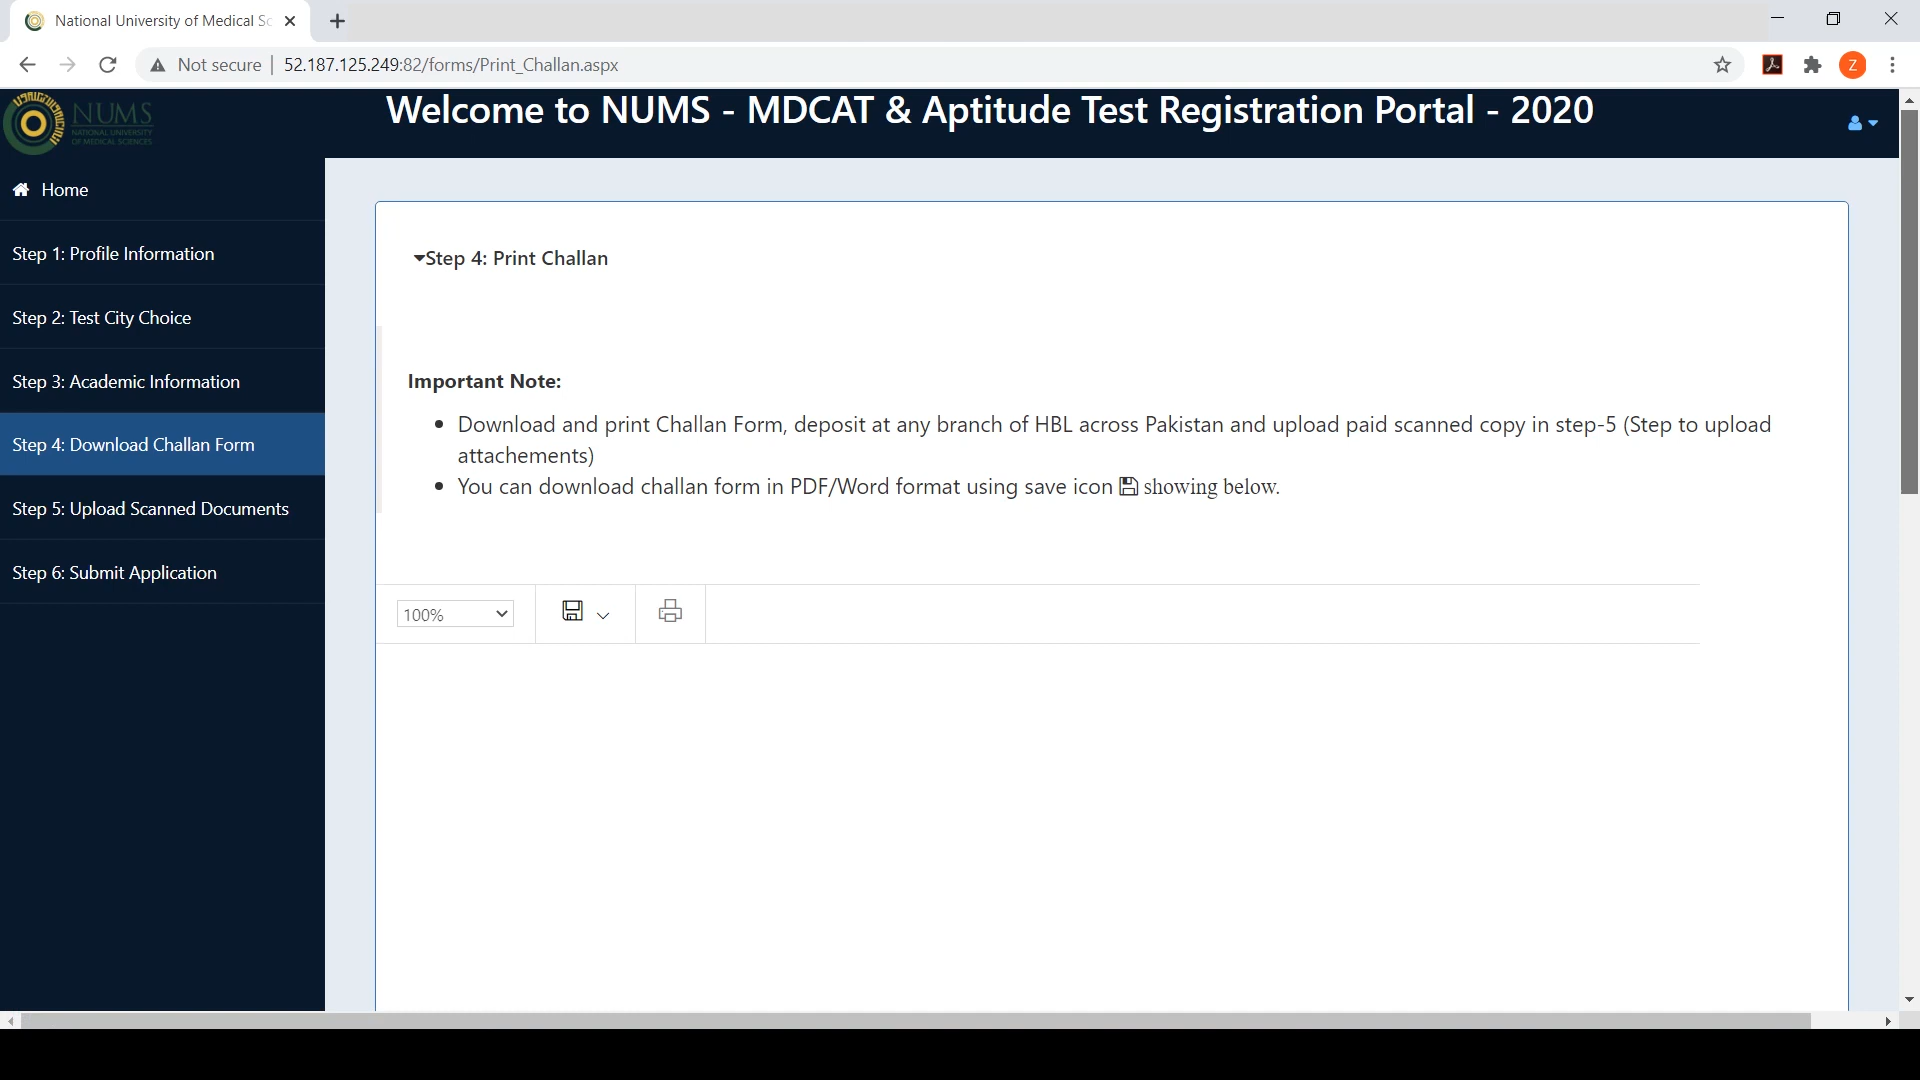 National University of Medical Sc
Not secure
52.187.125.249:82/forms/Print_Challan.aspx
Z
NUMS
NATIONAL UNIVERSITY
OF MEDICAL SCIENCES
Welcome to NUMS - MDCAT & Aptitude Test Registration Portal - 2020
Home
Step 1: Profile Information
Step 2: Test City Choice
Step 3: Academic Information
Step 4: Download Challan Form
Step 5: Upload Scanned Documents
Step 6: Submit Application
Step 4: Print Challan
Important Note:
Download and print Challan Form, deposit at any branch of HBL across Pakistan and upload paid scanned copy in step-5 (Step to upload
attachements)
You can download challan form in PDF/Word format using save icon showing below.
100%